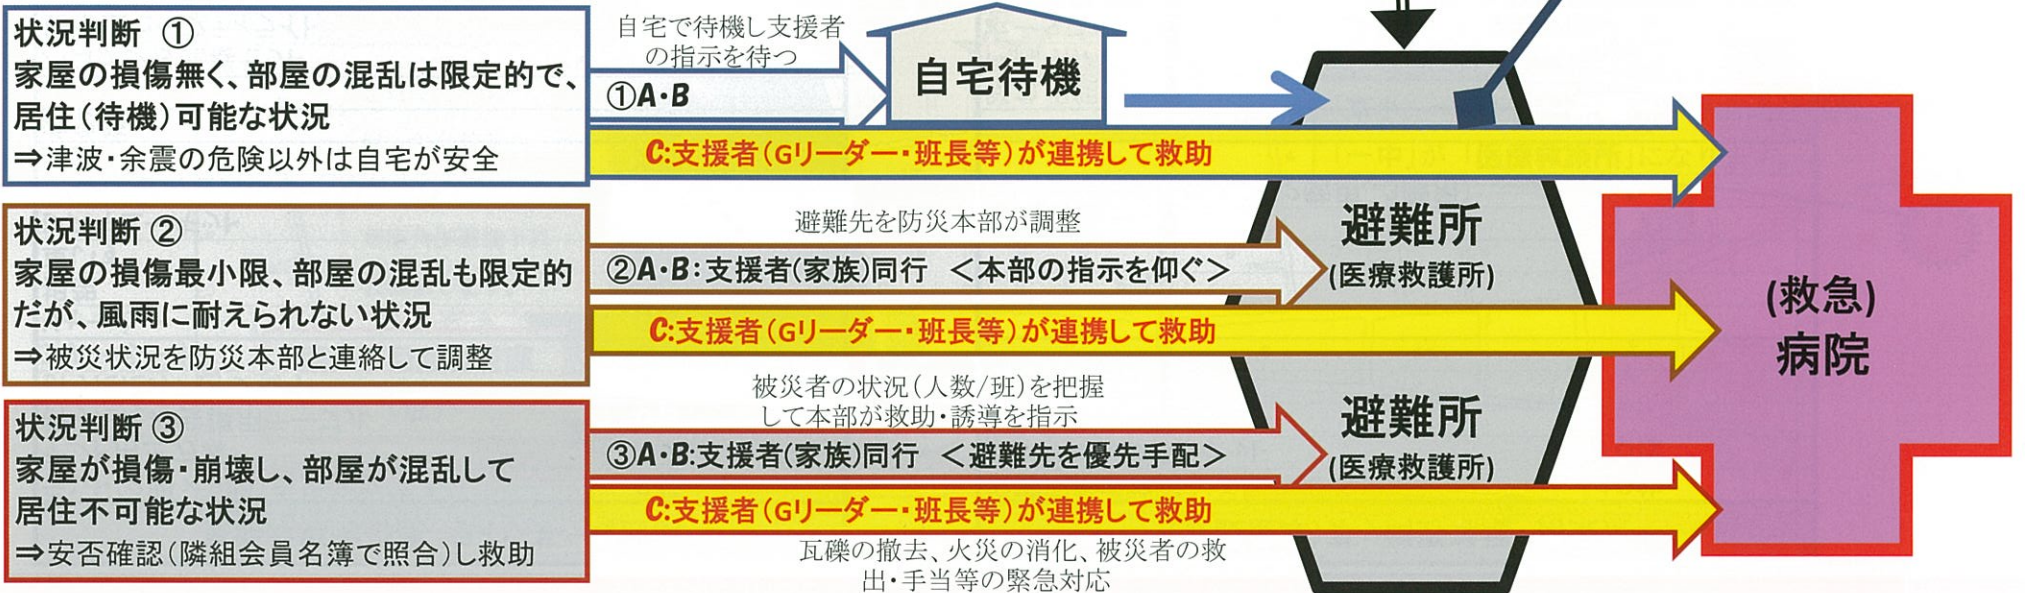 状況判断 ①
家屋の損傷無く、部屋の混乱は限定的で、
居住(待機)可能な状況
⇒津波・余震の危険以外は自宅が安全
自宅で待機し支援者
の指示を待つ
①A・B
自宅待機
C:支援者(Gリーダー・班長等)が連携して救助
状況判断 ②
家屋の損傷最小限、部屋の混乱も限定的
だが、風雨に耐えられない状況
⇒被災状況を防災本部と連絡して調整
避難先を防災本部が調整
②A・B:支援者(家族)同行 <本部の指示を仰ぐ>
C:支援者(Gリーダー・班長等)が連携して救助
避難所
(医療救護所)
状況判断 ③
家屋が損傷・崩壊し、部屋が混乱して
居住不可能な状況
⇒安否確認(隣組会員名簿で照合)し救助
被災者の状況(人数/班)を把握
して本部が救助・誘導を指示
③A・B:支援者(家族)同行 <避難先を優先手配>
C:支援者(Gリーダー・班長等)が連携して救助
瓦礫の撤去、火災の消化、被災者の救
出・手当等の緊急対応
避難所
(医療救護所)
(救急)
病院